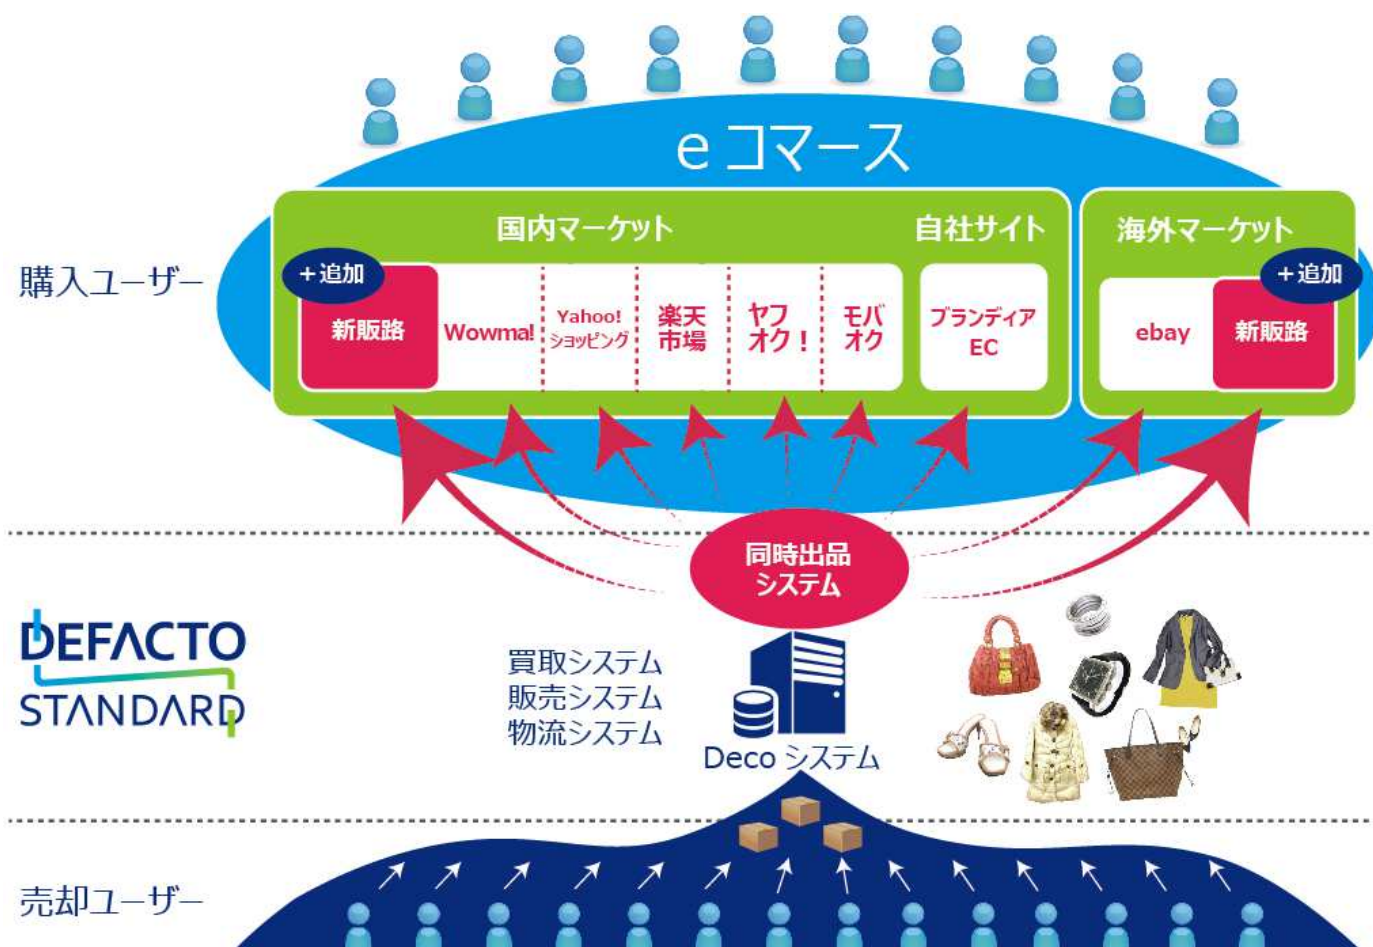 eコマース
国内マーケット
自社サイト
海外マーケット
購入ユーザー
+追加
新販路
Wowma!
Yahoo!
ショッピング
楽天
市場
ヤフ
オク！
モバ
オク
ブランディア
EC
ebay
+追加
新販路
同時出品
システム
DEFACTO
STANDARD
買取システム
販売システム
物流システム
Deco システム
売却ユーザー